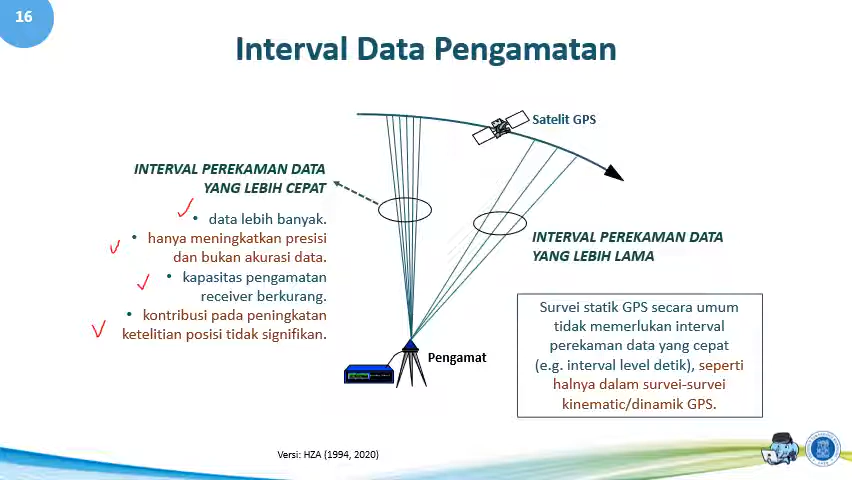 16
Interval Data Pengamatan
Satelit GPS
INTERVAL PEREKAMAN DATA
YANG LEBIH CEPAT
• data lebih banyak.
• hanya meningkatkan presisi
dan bukan akurasi data.
• kapasitas pengamatan
receiver berkurang.
• kontribusi pada peningkatan
ketelitian posisi tidak signifikan.
INTERVAL PEREKAMAN DATA
YANG LEBIH LAMA
Survei statik GPS secara umum
tidak memerlukan interval
perekaman data yang cepat
(e.g. interval level detik), seperti
halnya dalam survei-survei
kinematic/dinamik GPS.
Pengamat
Versi: HZA (1994, 2020)